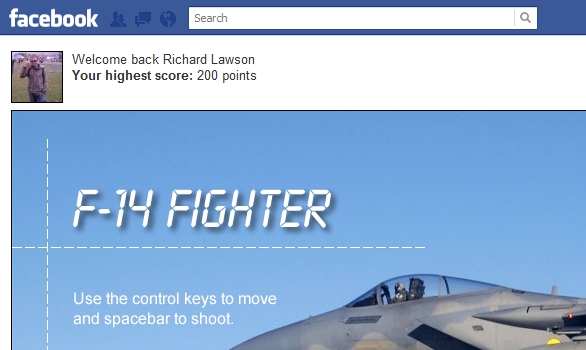 facebook
Search
Welcome back Richard Lawson
Your highest score: 200 points
F-14 FIGHTER
Use the control keys to move
and spacebar to shoot.